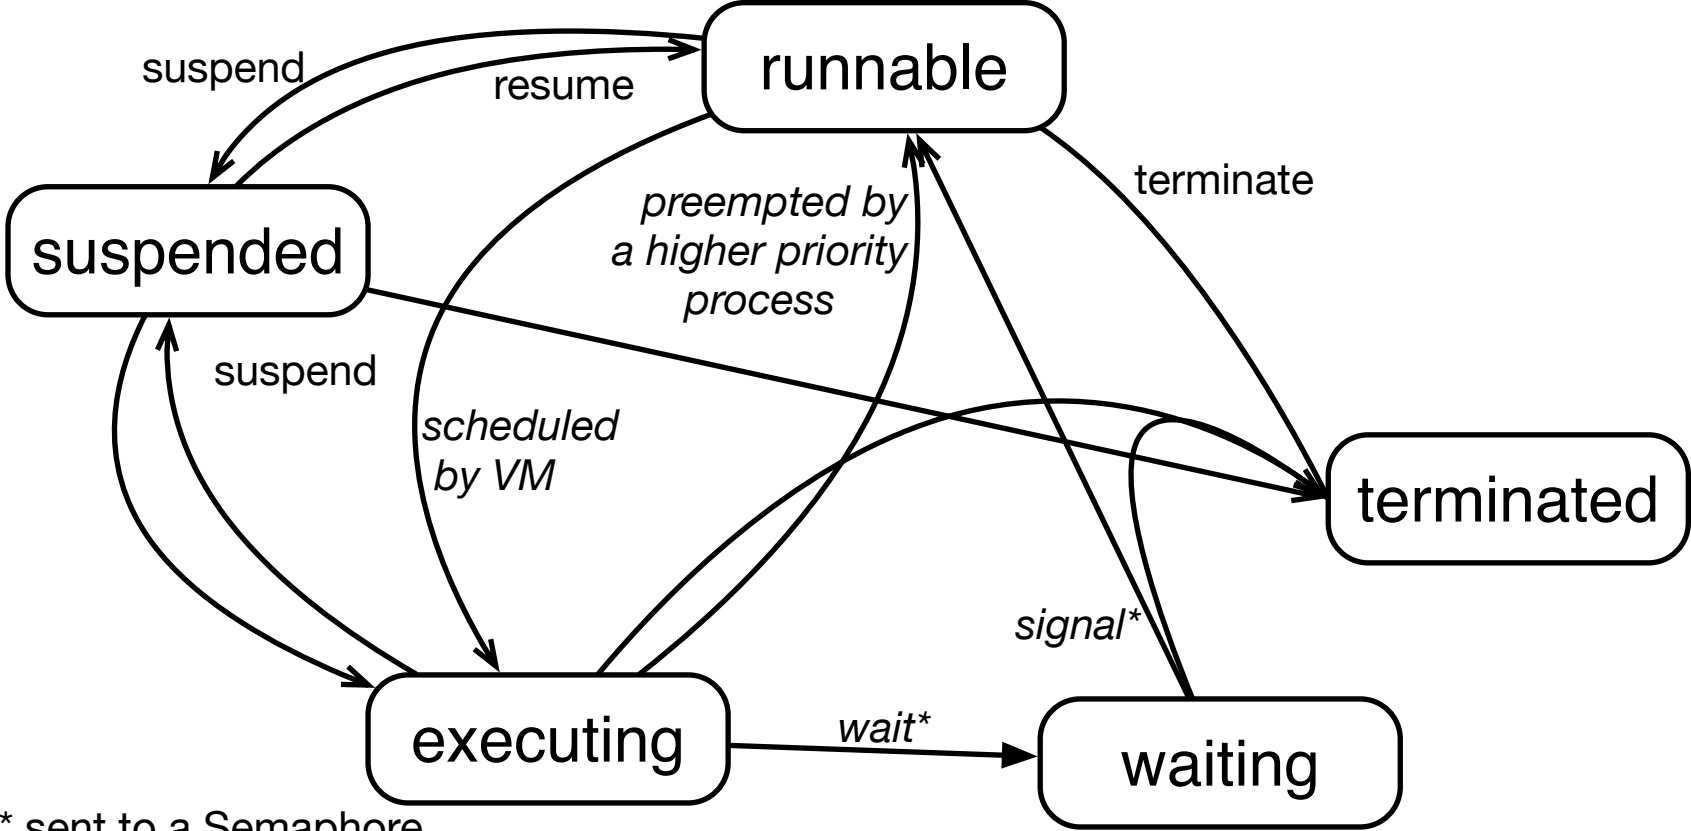 runnable
suspend
resume
terminate
preempted by
a higher priority
process
suspended
suspend
scheduled
by VM
terminated
signal*
executing
wait*
waiting
* sent to a Semaphore